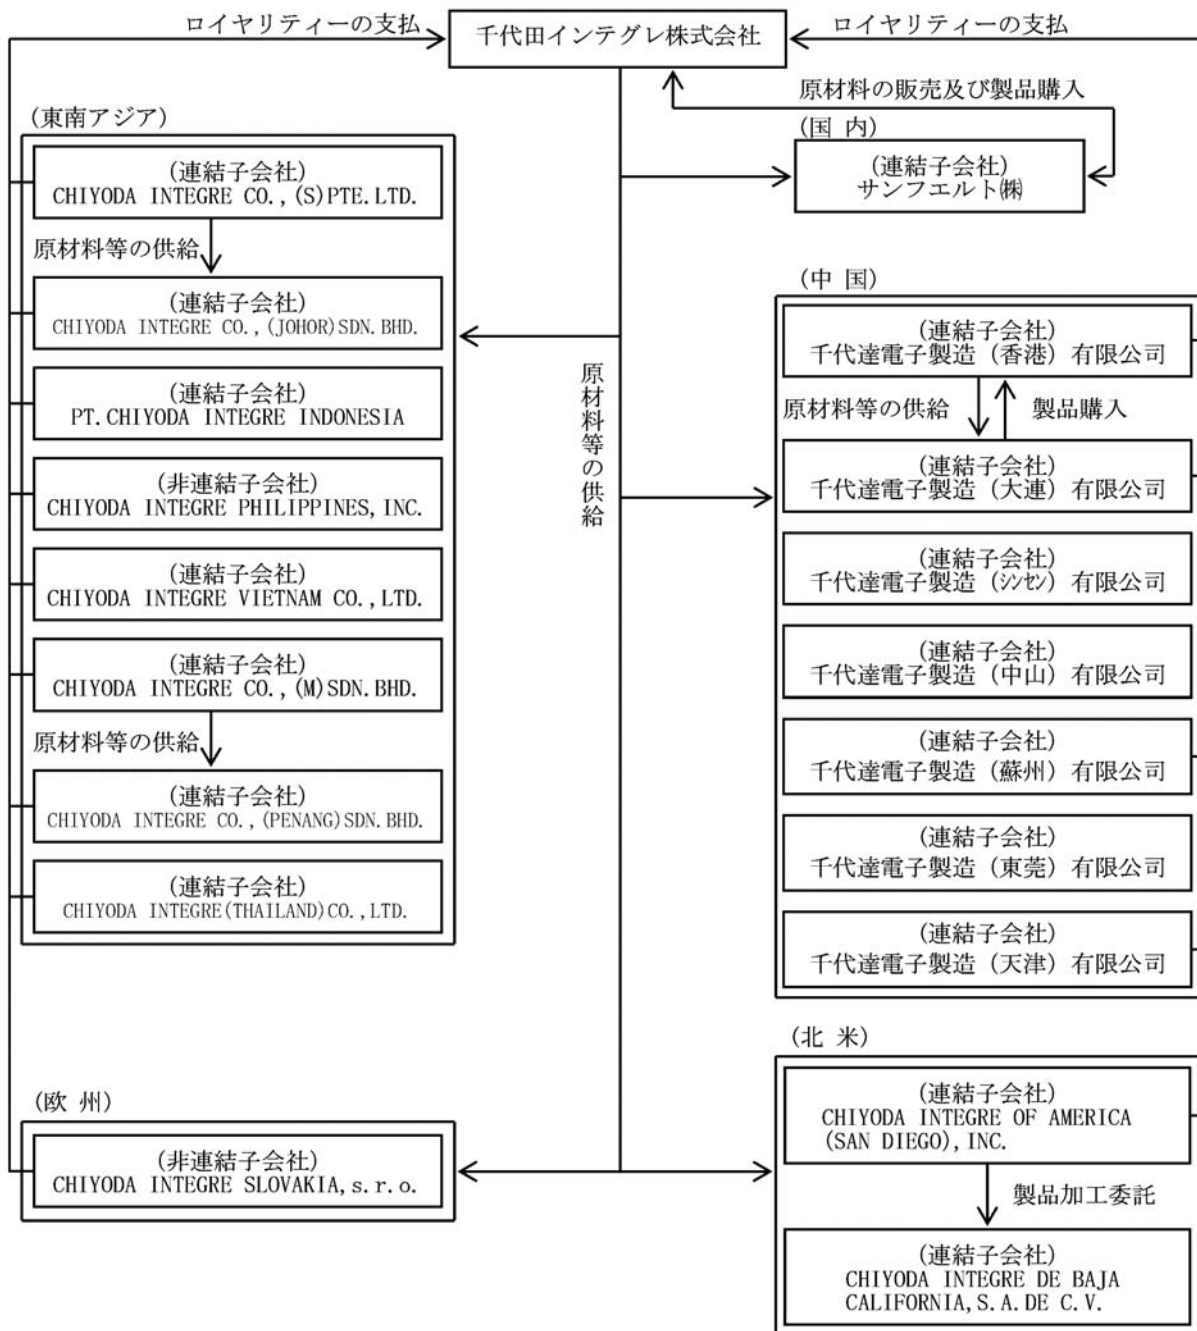 ロイヤリティーの支払
千代田インテグレ株式会社
ロイヤリティーの支払
原材料の販売及び製品購入
(国 内)
(連結子会社)
サンフエルト㈱
(東南アジア)
(連結子会社)
CHIYODA INTEGRE CO.,(S)PTE.LTD.
原材料等の供給
(連結子会社)
CHIYODA INTEGRE CO.,(JOHOR)SDN.BHD.
(連結子会社)
PT.CHIYODA INTEGRE INDONESIA
(非連結子会社)
CHIYODA INTEGRE PHILIPPINES,INC.
(連結子会社)
CHIYODA INTEGRE VIETNAM CO.,LTD.
(連結子会社)
CHIYODA INTEGRE CO.,(M)SDN.BHD.
原材料等の供給
(連結子会社)
CHIYODA INTEGRE CO.,(PENANG)SDN.BHD.
(連結子会社)
CHIYODA INTEGRE(THAILAND)CO.,LTD.
(欧 州)
(非連結子会社)
CHIYODA INTEGRE SLOVAKIA,s.r.o.
原材料等の供給
(中 国)
(連結子会社)
千代達電子製造（香港）有限公司
原材料等の供給
製品購入
(連結子会社)
千代達電子製造（大連）有限公司
(連結子会社)
千代達電子製造（ｼﾝｾﾝ）有限公司
(連結子会社)
千代達電子製造（中山）有限公司
(連結子会社)
千代達電子製造（蘇州）有限公司
(連結子会社)
千代達電子製造（東莞）有限公司
(連結子会社)
千代達電子製造（天津）有限公司
(北 米)
(連結子会社)
CHIYODA INTEGRE OF AMERICA
(SAN DIEGO),INC.
製品加工委託
(連結子会社)
CHIYODA INTEGRE DE BAJA
CALIFORNIA,S.A.DE C.V.